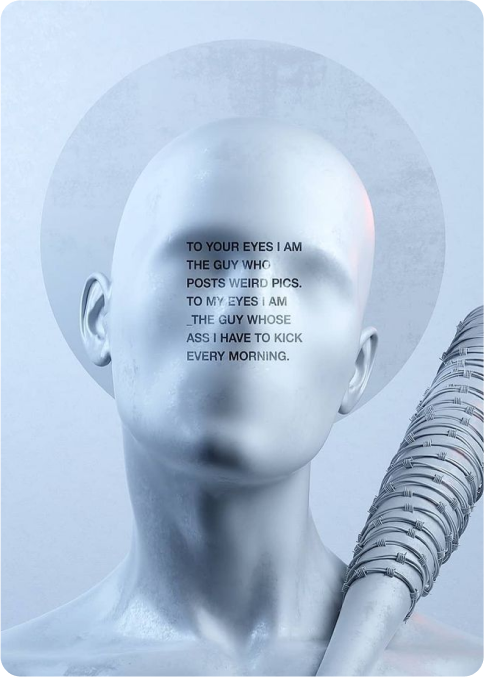 TO YOUR EYES I AM
THE GUY WHO
POSTS WEIRD PICS.
TO MY EYES I AM
_THE GUY WHOSE
ASS I HAVE TO KICK
EVERY MORNING.